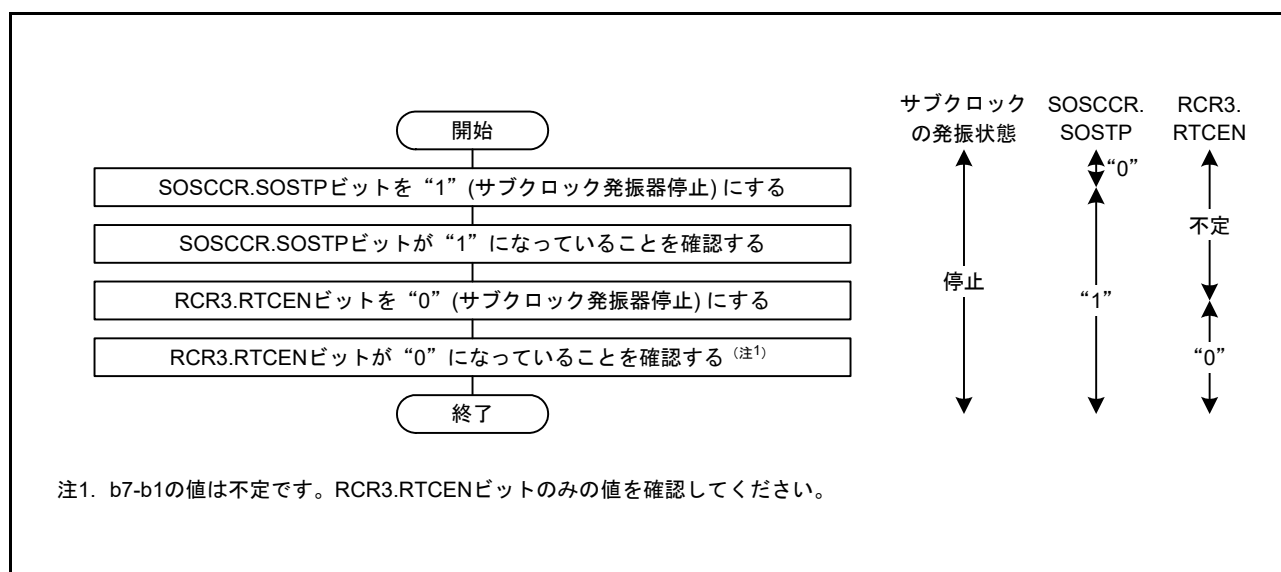 サブクロック
の発振状態
SOSCCR.
SOSTP
RCR3.
RTCEN
開始
SOSCCR.SOSTPビットを“1”(サブクロック発振器停止) にする
SOSCCR.SOSTPビットが“1”になっていることを確認する
RCR3.RTCENビットを“0”(サブクロック発振器停止) にする
RCR3.RTCENビットが“0”になっていることを確認する (注1)
終了
停止
“0”
“1”
不定
“0”
注1. b7-b1の値は不定です。RCR3.RTCENビットのみの値を確認してください。